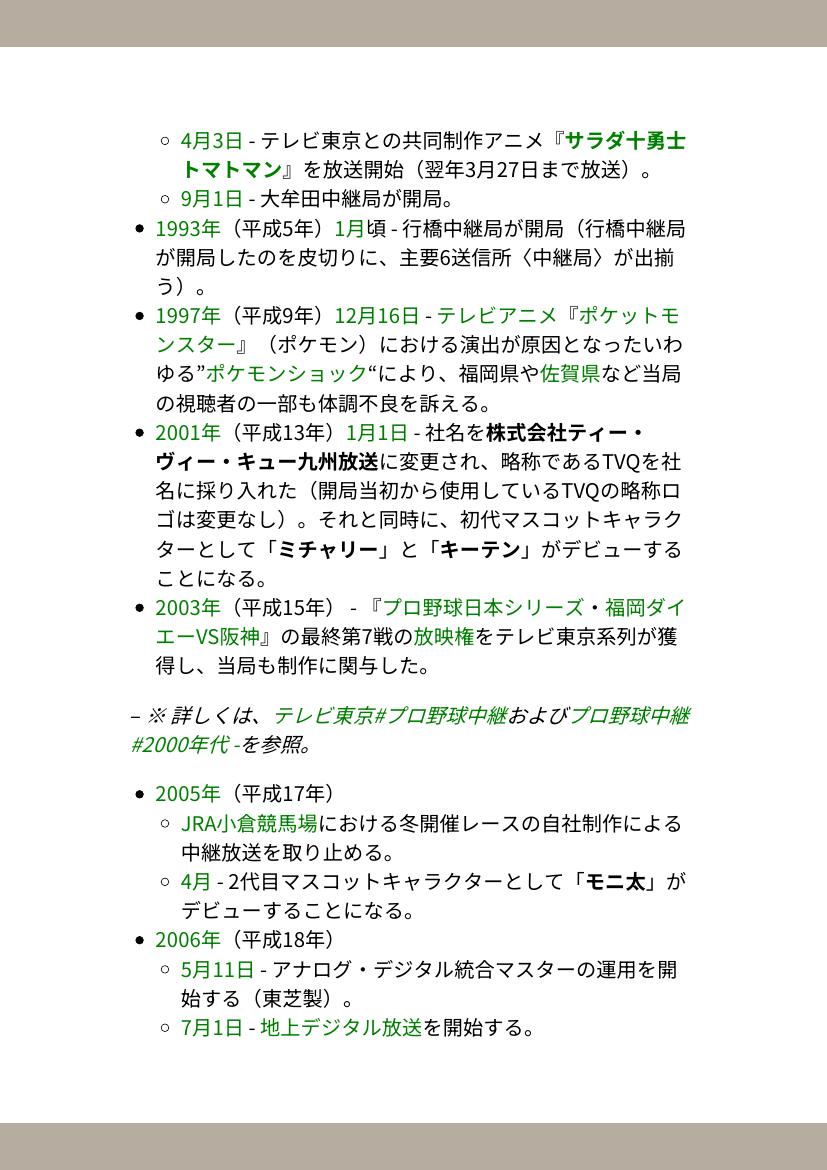 4月3日 - テレビ東京との共同制作アニメ『サラダ十勇士
トマトマン』を放送開始（翌年3月27日まで放送）。
9月1日 - 大牟田中継局が開局。
1993年（平成5年）1月頃 - 行橋中継局が開局（行橋中継局
が開局したのを皮切りに、主要6送信所〈中継局〉が出揃
う）。
1997年（平成9年）12月16日 - テレビアニメ『ポケットモ
ンスター』（ポケモン）における演出が原因となったいわ
ゆる”ポケモンショック“により、福岡県や佐賀県など当局
の視聴者の一部も体調不良を訴える。
2001年（平成13年）1月1日 - 社名を株式会社ティー・
ヴィー・キュー九州放送に変更され、略称であるTVQを社
名に採り入れた（開局当初から使用しているTVQの略称ロ
ゴは変更なし）。それと同時に、初代マスコットキャラク
ターとして「ミチャリー」と「キーテン」がデビューする
ことになる。
2003年（平成15年） - 『プロ野球日本シリーズ・福岡ダイ
エーVS阪神』の最終第7戦の放映権をテレビ東京系列が獲
得し、当局も制作に関与した。
– ※ 詳しくは、テレビ東京#プロ野球中継およびプロ野球中継
#2000年代 -を参照。
2005年（平成17年）
JRA小倉競馬場における冬開催レースの自社制作による
中継放送を取り止める。
4月 - 2代目マスコットキャラクターとして「モニ太」が
デビューすることになる。
2006年（平成18年）
5月11日 - アナログ・デジタル統合マスターの運用を開
始する（東芝製）。
7月1日 - 地上デジタル放送を開始する。